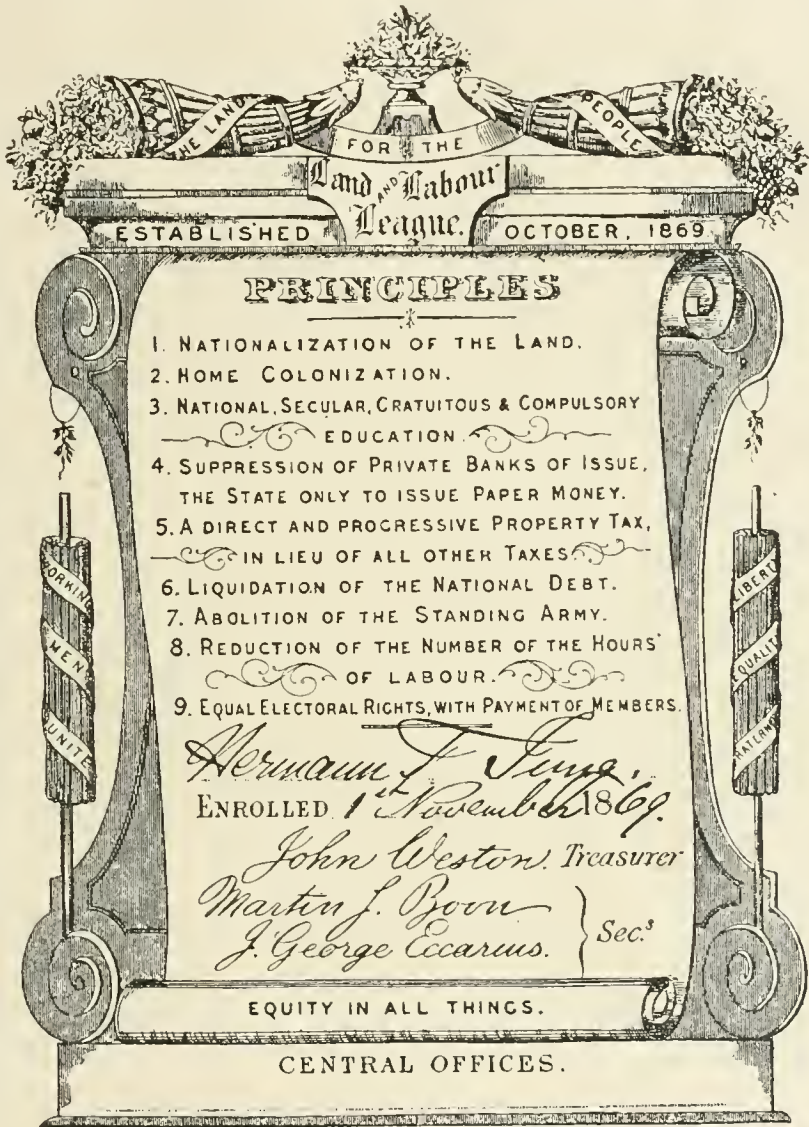 THE LAND
FOR THE
PEOPLE
Land AND Labour
League.
ESTABLISHED OCTOBER, 1869
PRINCIPLES
1. NATIONALIZATION OF THE LAND.
2. HOME COLONIZATION.
3. NATIONAL, SECULAR, GRATUITOUS & COMPULSORY
EDUCATION.
4. SUPPRESSION OF PRIVATE BANKS OF ISSUE,
THE STATE ONLY TO ISSUE PAPER MONEY.
5. A DIRECT AND PROGRESSIVE PROPERTY TAX,
IN LIEU OF ALL OTHER TAXES
6. LIQUIDATION OF THE NATIONAL DEBT.
7. ABOLITION OF THE STANDING ARMY.
8. REDUCTION OF THE NUMBER OF THE HOURS'
OF LABOUR.
9. EQUAL ELECTORAL RIGHTS, WITH PAYMENT OF MEMBERS.
WORKING
MEN
UNITE
LIBERTY
EQUALITY
Hermann F Jung.
ENROLLED 1st November 1869.
John Weston. Treasurer
Martin J. Boon
J. George Eccarius. } Sec.s
EQUITY IN ALL THINGS.
CENTRAL OFFICES.